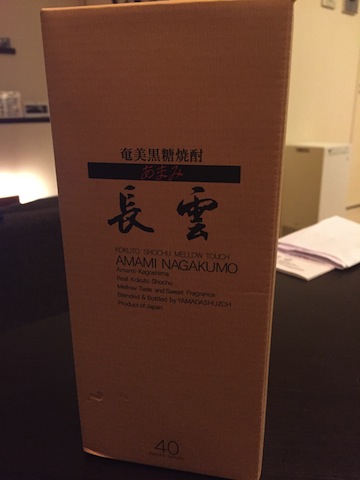 奄美黒糖焼酎
あまみ
長雲
KOKUTO SHOCHU MELLOW TOUCH
AMAMI NAGAKUMO
Amami-Kagoshima
Real Kokuto Shochu
Mellow Taste and Sweet Fragrance
Blended & Bottled by YAMADASHUZOH
Product of Japan
40